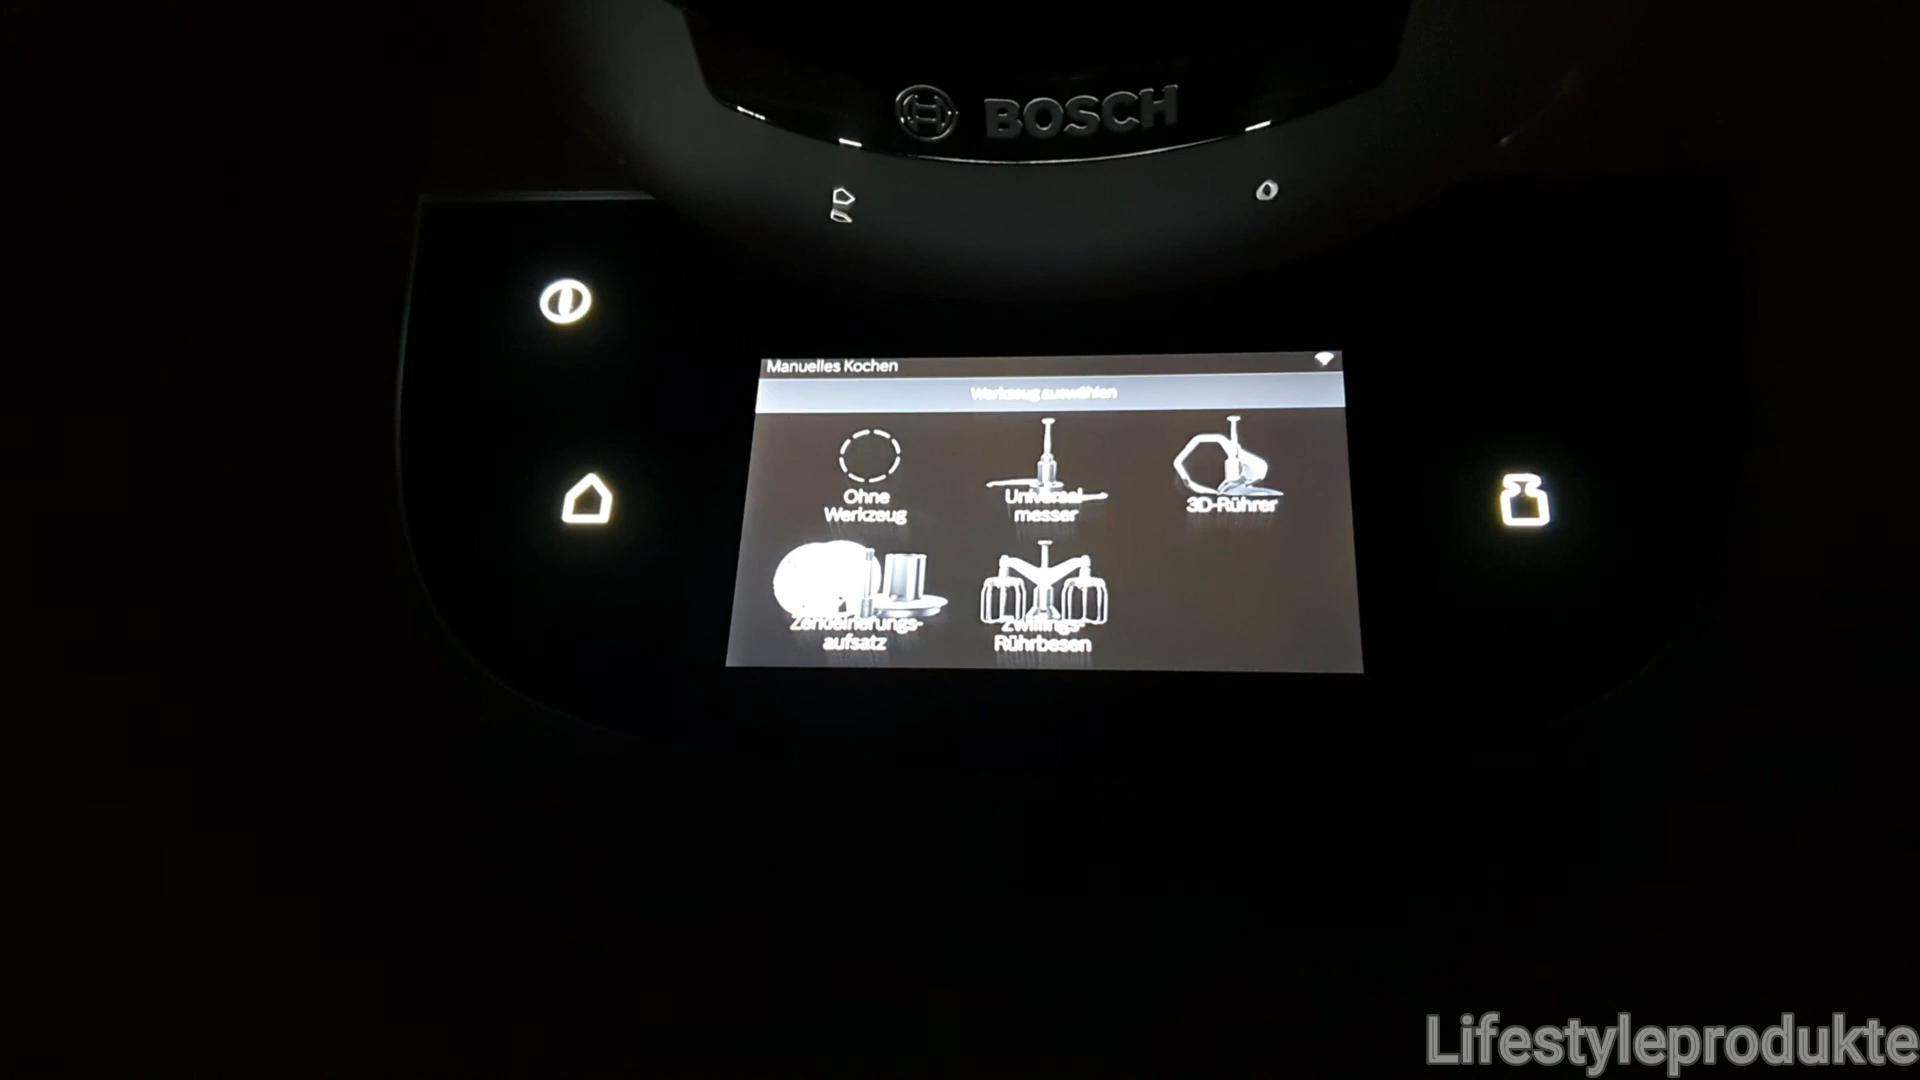 BOSCH
Manuelles Kochen
Werkzeug auswählen
Ohne
Werkzeug
Universal
messer
3D-Rührer
Zerkleinerungs-
aufsatz
Zwillings-
Rührbesen
Lifestyleprodukte